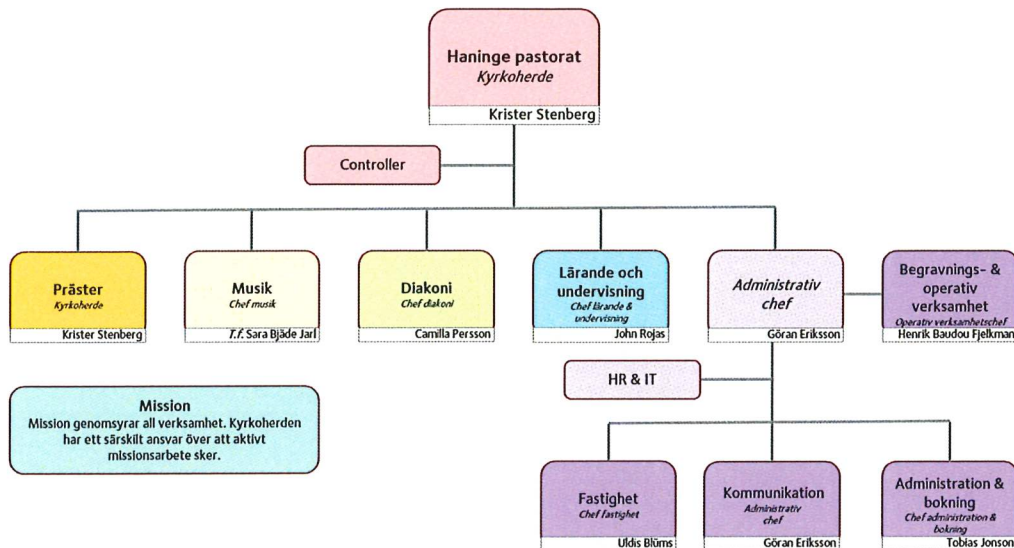 Haninge pastorat
Kyrkoherde
Krister Stenberg
Controller
Präster
Kyrkoherde
Krister Stenberg
Musik
Chef musik
T.f. Sara Bjäde Jarl
Diakoni
Chef diakoni
Camilla Persson
Lärande och
undervisning
Chef lärande &
undervisning
John Rojas
Administrativ
chef
Göran Eriksson
Begravnings- &
operativ
verksamhet
Operativ verksamhetschef
Henrik Baudou Fjelkman
HR & IT
Mission
Mission genomsyrar all verksamhet. Kyrkoherden
har ett särskilt ansvar över att aktivt
missionsarbete sker.
Fastighet
Chef fastighet
Uldis Blūms
Kommunikation
Administrativ
chef
Göran Eriksson
Administration &
bokning
Chef administration &
bokning
Tobias Jonson